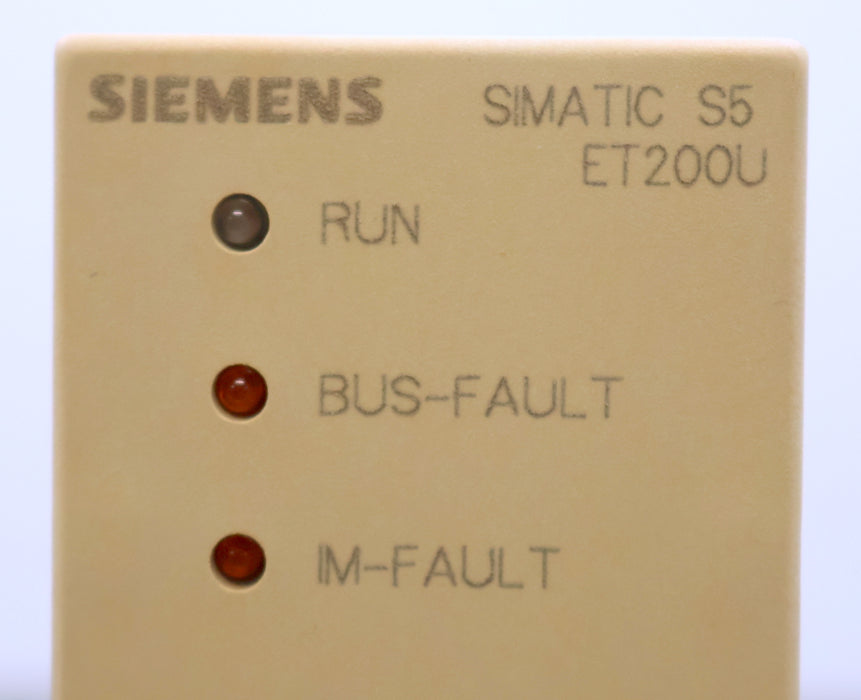 SIEMENS
SIMATIC S5
ET200U
RUN
BUS-FAULT
IM-FAULT